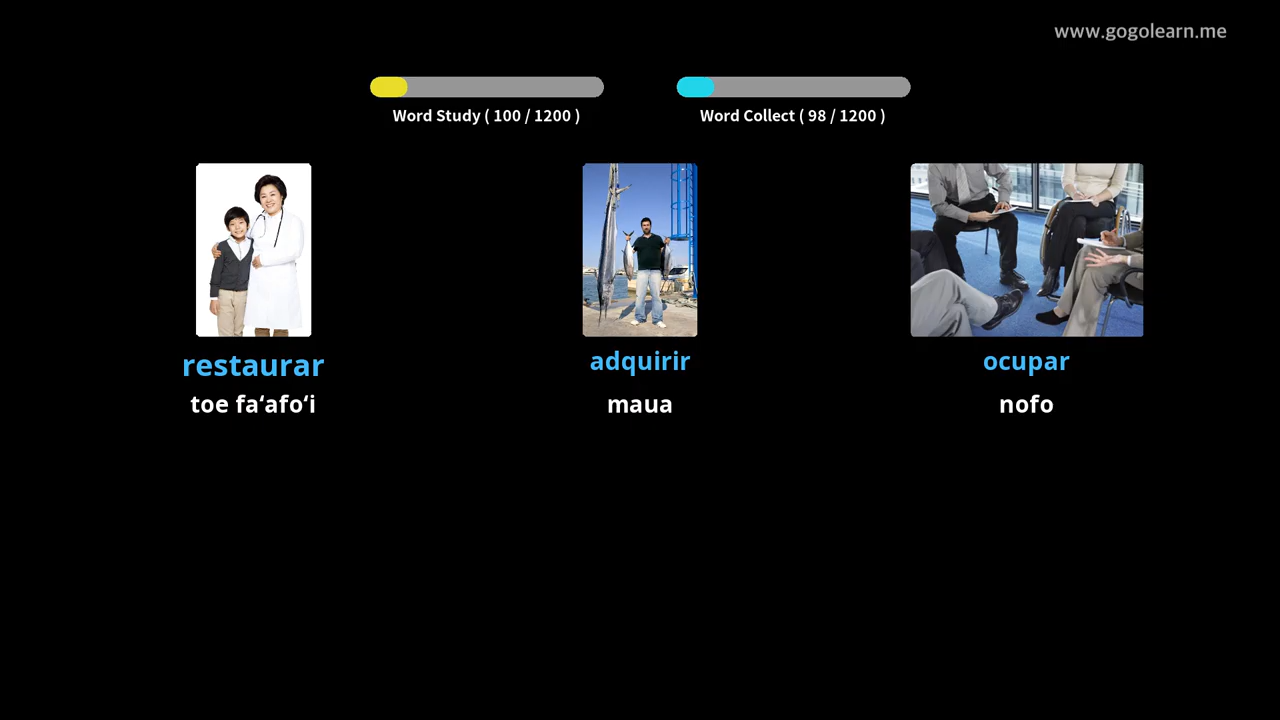 www.gogolearn.me
Word Study ( 100 / 1200 )
Word Collect ( 98 / 1200 )
restaurar
toe fa‘afo‘i
adquirir
maua
ocupar
nofo